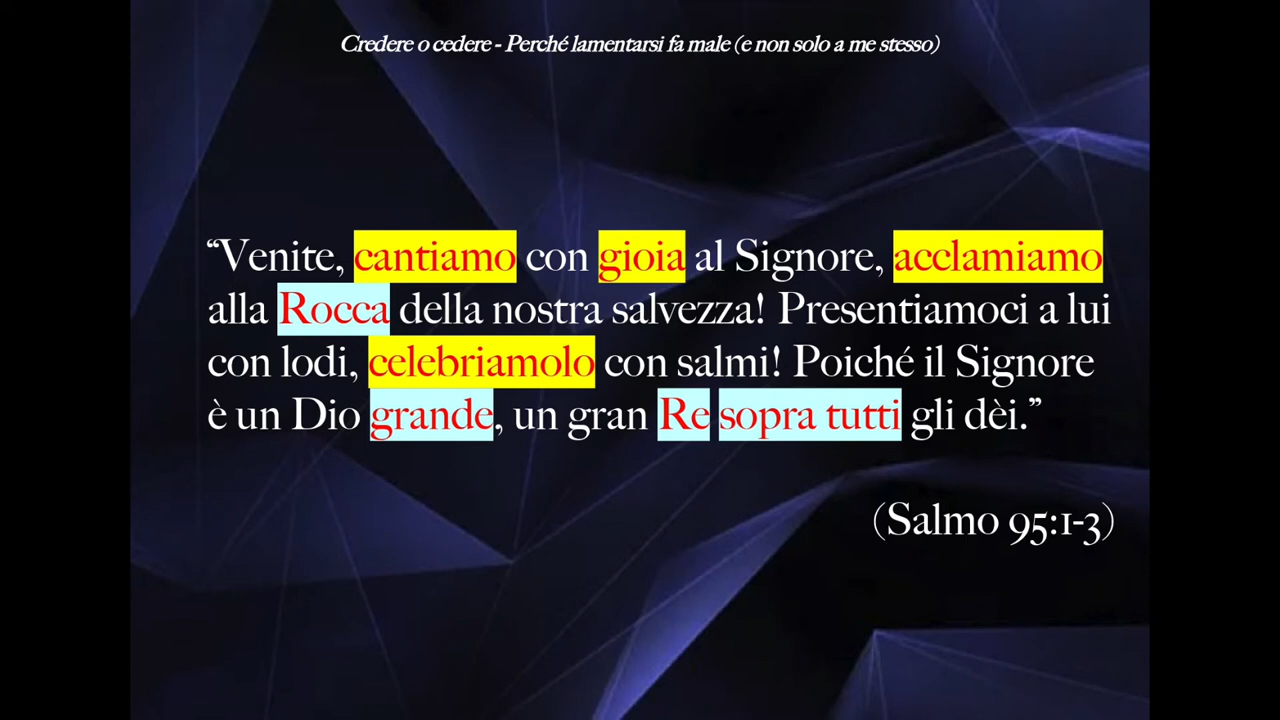 Credere o cedere - Perché lamentarsi fa male (e non solo a me stesso)
“Venite, cantiamo con gioia al Signore, acclamiamo
alla Rocca della nostra salvezza! Presentiamoci a lui
con lodi, celebriamolo con salmi! Poiché il Signore
è un Dio grande, un gran Re sopra tutti gli dèi.”
(Salmo 95:1-3)